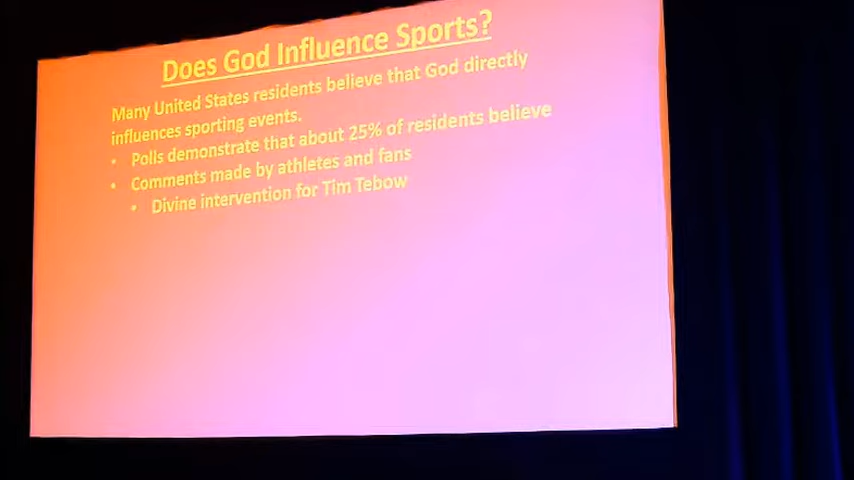 Does God Influence Sports?
Many United States residents believe that God directly
influences sporting events.
• Polls demonstrate that about 25% of residents believe
• Comments made by athletes and fans
• Divine intervention for Tim Tebow